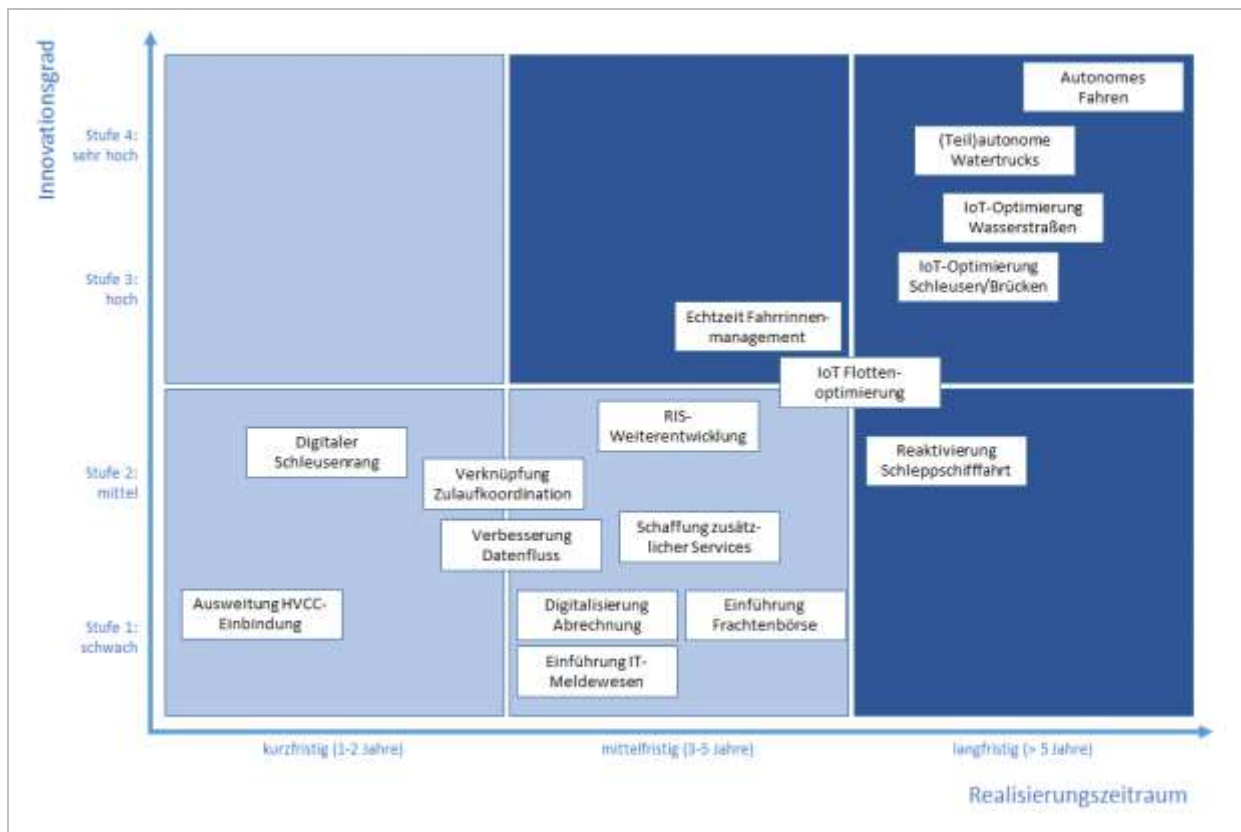 Innovationsgrad
Stufe 4:
sehr hoch
Stufe 3:
hoch
Stufe 2:
mittel
Stufe 1:
schwach
Autonomes
Fahren
(Teil)autonome
Watertrucks
IoT-Optimierung
Wasserstraßen
IoT-Optimierung
Schleusen/Brücken
Echtzeit Fahrrinnen-
management
IoT Flotten-
optimierung
RIS-
Weiterentwicklung
Digitaler
Schleusenrang
Reaktivierung
Schleppschifffahrt
Verknüpfung
Zulaufkoordination
Verbesserung
Datenfluss
Schaffung zusätz-
licher Services
Ausweitung HVCC-
Einbindung
Digitalisierung
Abrechnung
Einführung
Frachtenbörse
Einführung IT-
Meldewesen
kurzfristig (1-2 Jahre)
mittelfristig (3-5 Jahre)
langfristig (> 5 Jahre)
Realisierungszeitraum